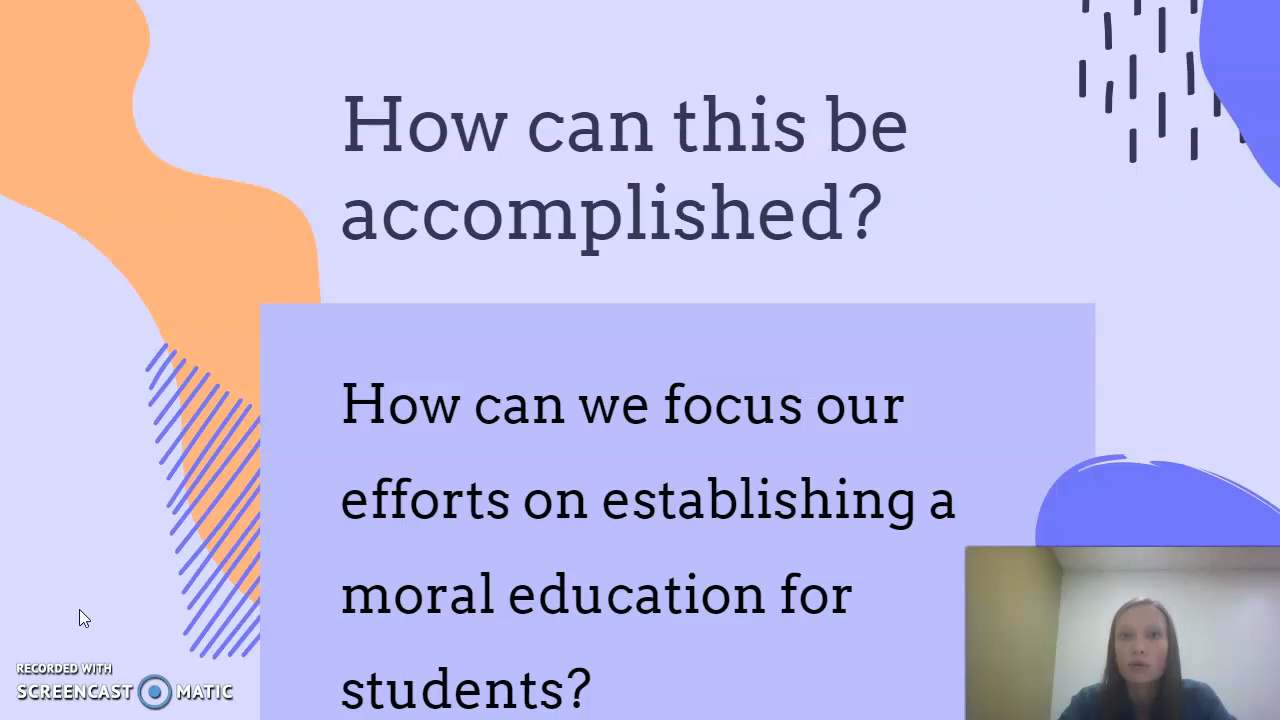 How can this be
accomplished?
How can we focus our
efforts on establishing a
moral education for
students?
RECORDED WITH
SCREENCAST MATIC